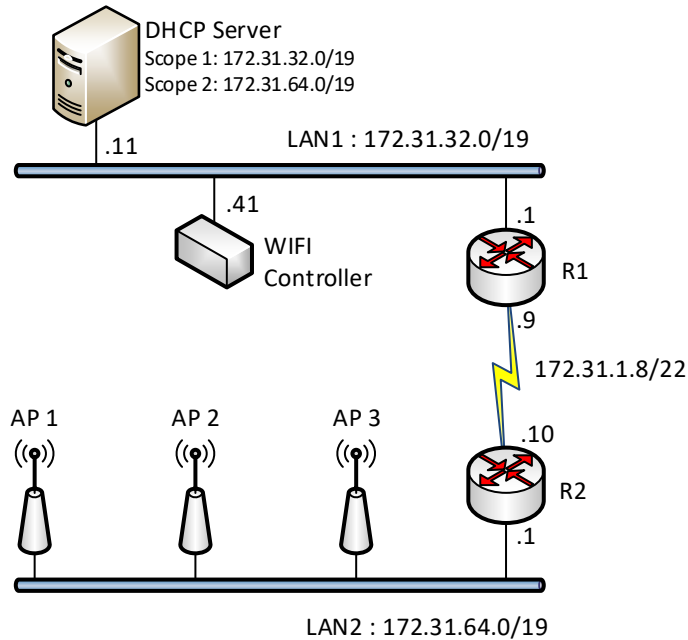 DHCP Server
Scope 1: 172.31.32.0/19
Scope 2: 172.31.64.0/19
.11
LAN1 : 172.31.32.0/19
.41
.1
WIFI
Controller
R1
.9
172.31.1.8/22
AP 1
AP 2
AP 3
.10
R2
.1
LAN2 : 172.31.64.0/19